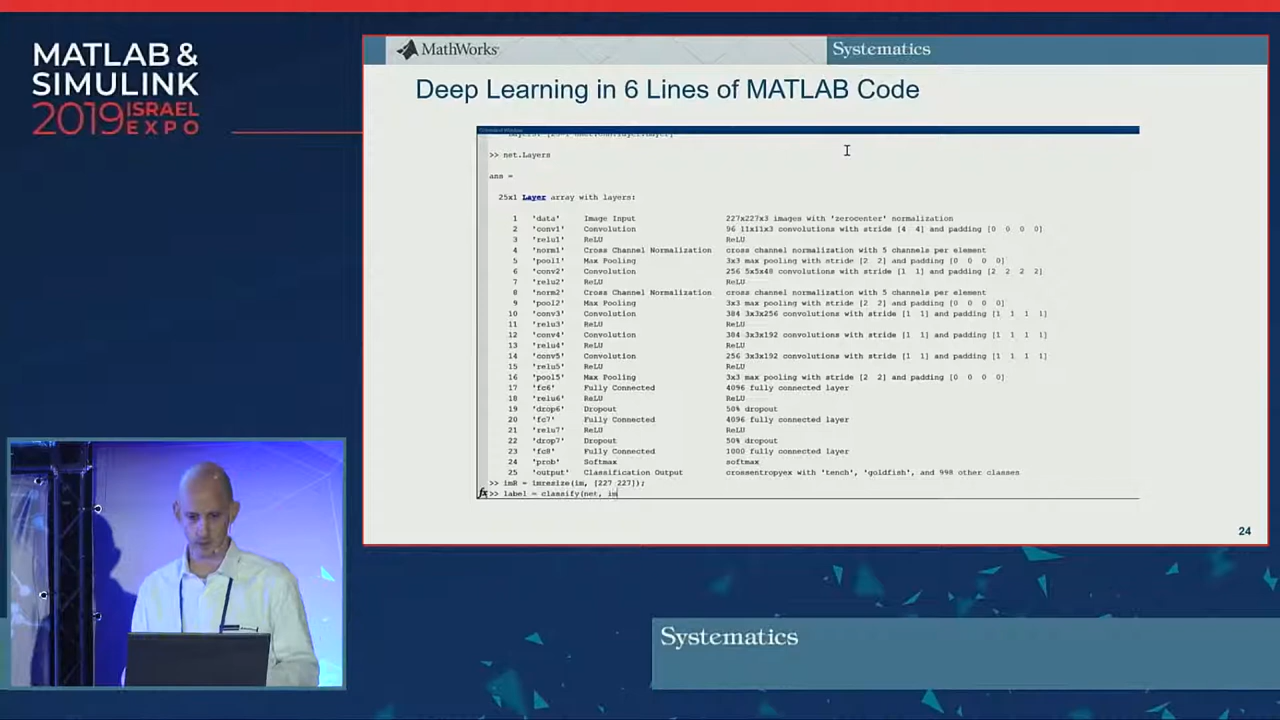 MATLAB &
SIMULINK
2019 ISRAEL
EXPO
MathWorks
Systematics
Deep Learning in 6 Lines of MATLAB Code
>> net.Layers
ans =
25x1 Layer array with layers:
1 'data' Image Input 227x227x3 images with 'zerocenter' normalization
2 'conv1' Convolution 96 11x11x3 convolutions with stride [4 4] and padding [0 0 0 0]
3 'relu1' ReLU ReLU
4 'norm1' Cross Channel Normalization cross channel normalization with 5 channels per element
5 'pool1' Max Pooling 3x3 max pooling with stride [2 2] and padding [0 0 0 0]
6 'conv2' Convolution 256 5x5x48 convolutions with stride [1 1] and padding [2 2 2 2]
7 'relu2' ReLU ReLU
8 'norm2' Cross Channel Normalization cross channel normalization with 5 channels per element
9 'pool2' Max Pooling 3x3 max pooling with stride [2 2] and padding [0 0 0 0]
10 'conv3' Convolution 384 3x3x256 convolutions with stride [1 1] and padding [1 1 1 1]
11 'relu3' ReLU ReLU
12 'conv4' Convolution 384 3x3x192 convolutions with stride [1 1] and padding [1 1 1 1]
13 'relu4' ReLU ReLU
14 'conv5' Convolution 256 3x3x192 convolutions with stride [1 1] and padding [1 1 1 1]
15 'relu5' ReLU ReLU
16 'pool5' Max Pooling 3x3 max pooling with stride [2 2] and padding [0 0 0 0]
17 'fc6' Fully Connected 4096 fully connected layer
18 'relu6' ReLU ReLU
19 'drop6' Dropout 50% dropout
20 'fc7' Fully Connected 4096 fully connected layer
21 'relu7' ReLU ReLU
22 'drop7' Dropout 50% dropout
23 'fc8' Fully Connected 1000 fully connected layer
24 'prob' Softmax softmax
25 'output' Classification Output crossentropyex with 'tench', 'goldfish', and 998 other classes
>> imR = imresize(im, [227 227]);
fx >> label = classify(net, im
24
Systematics